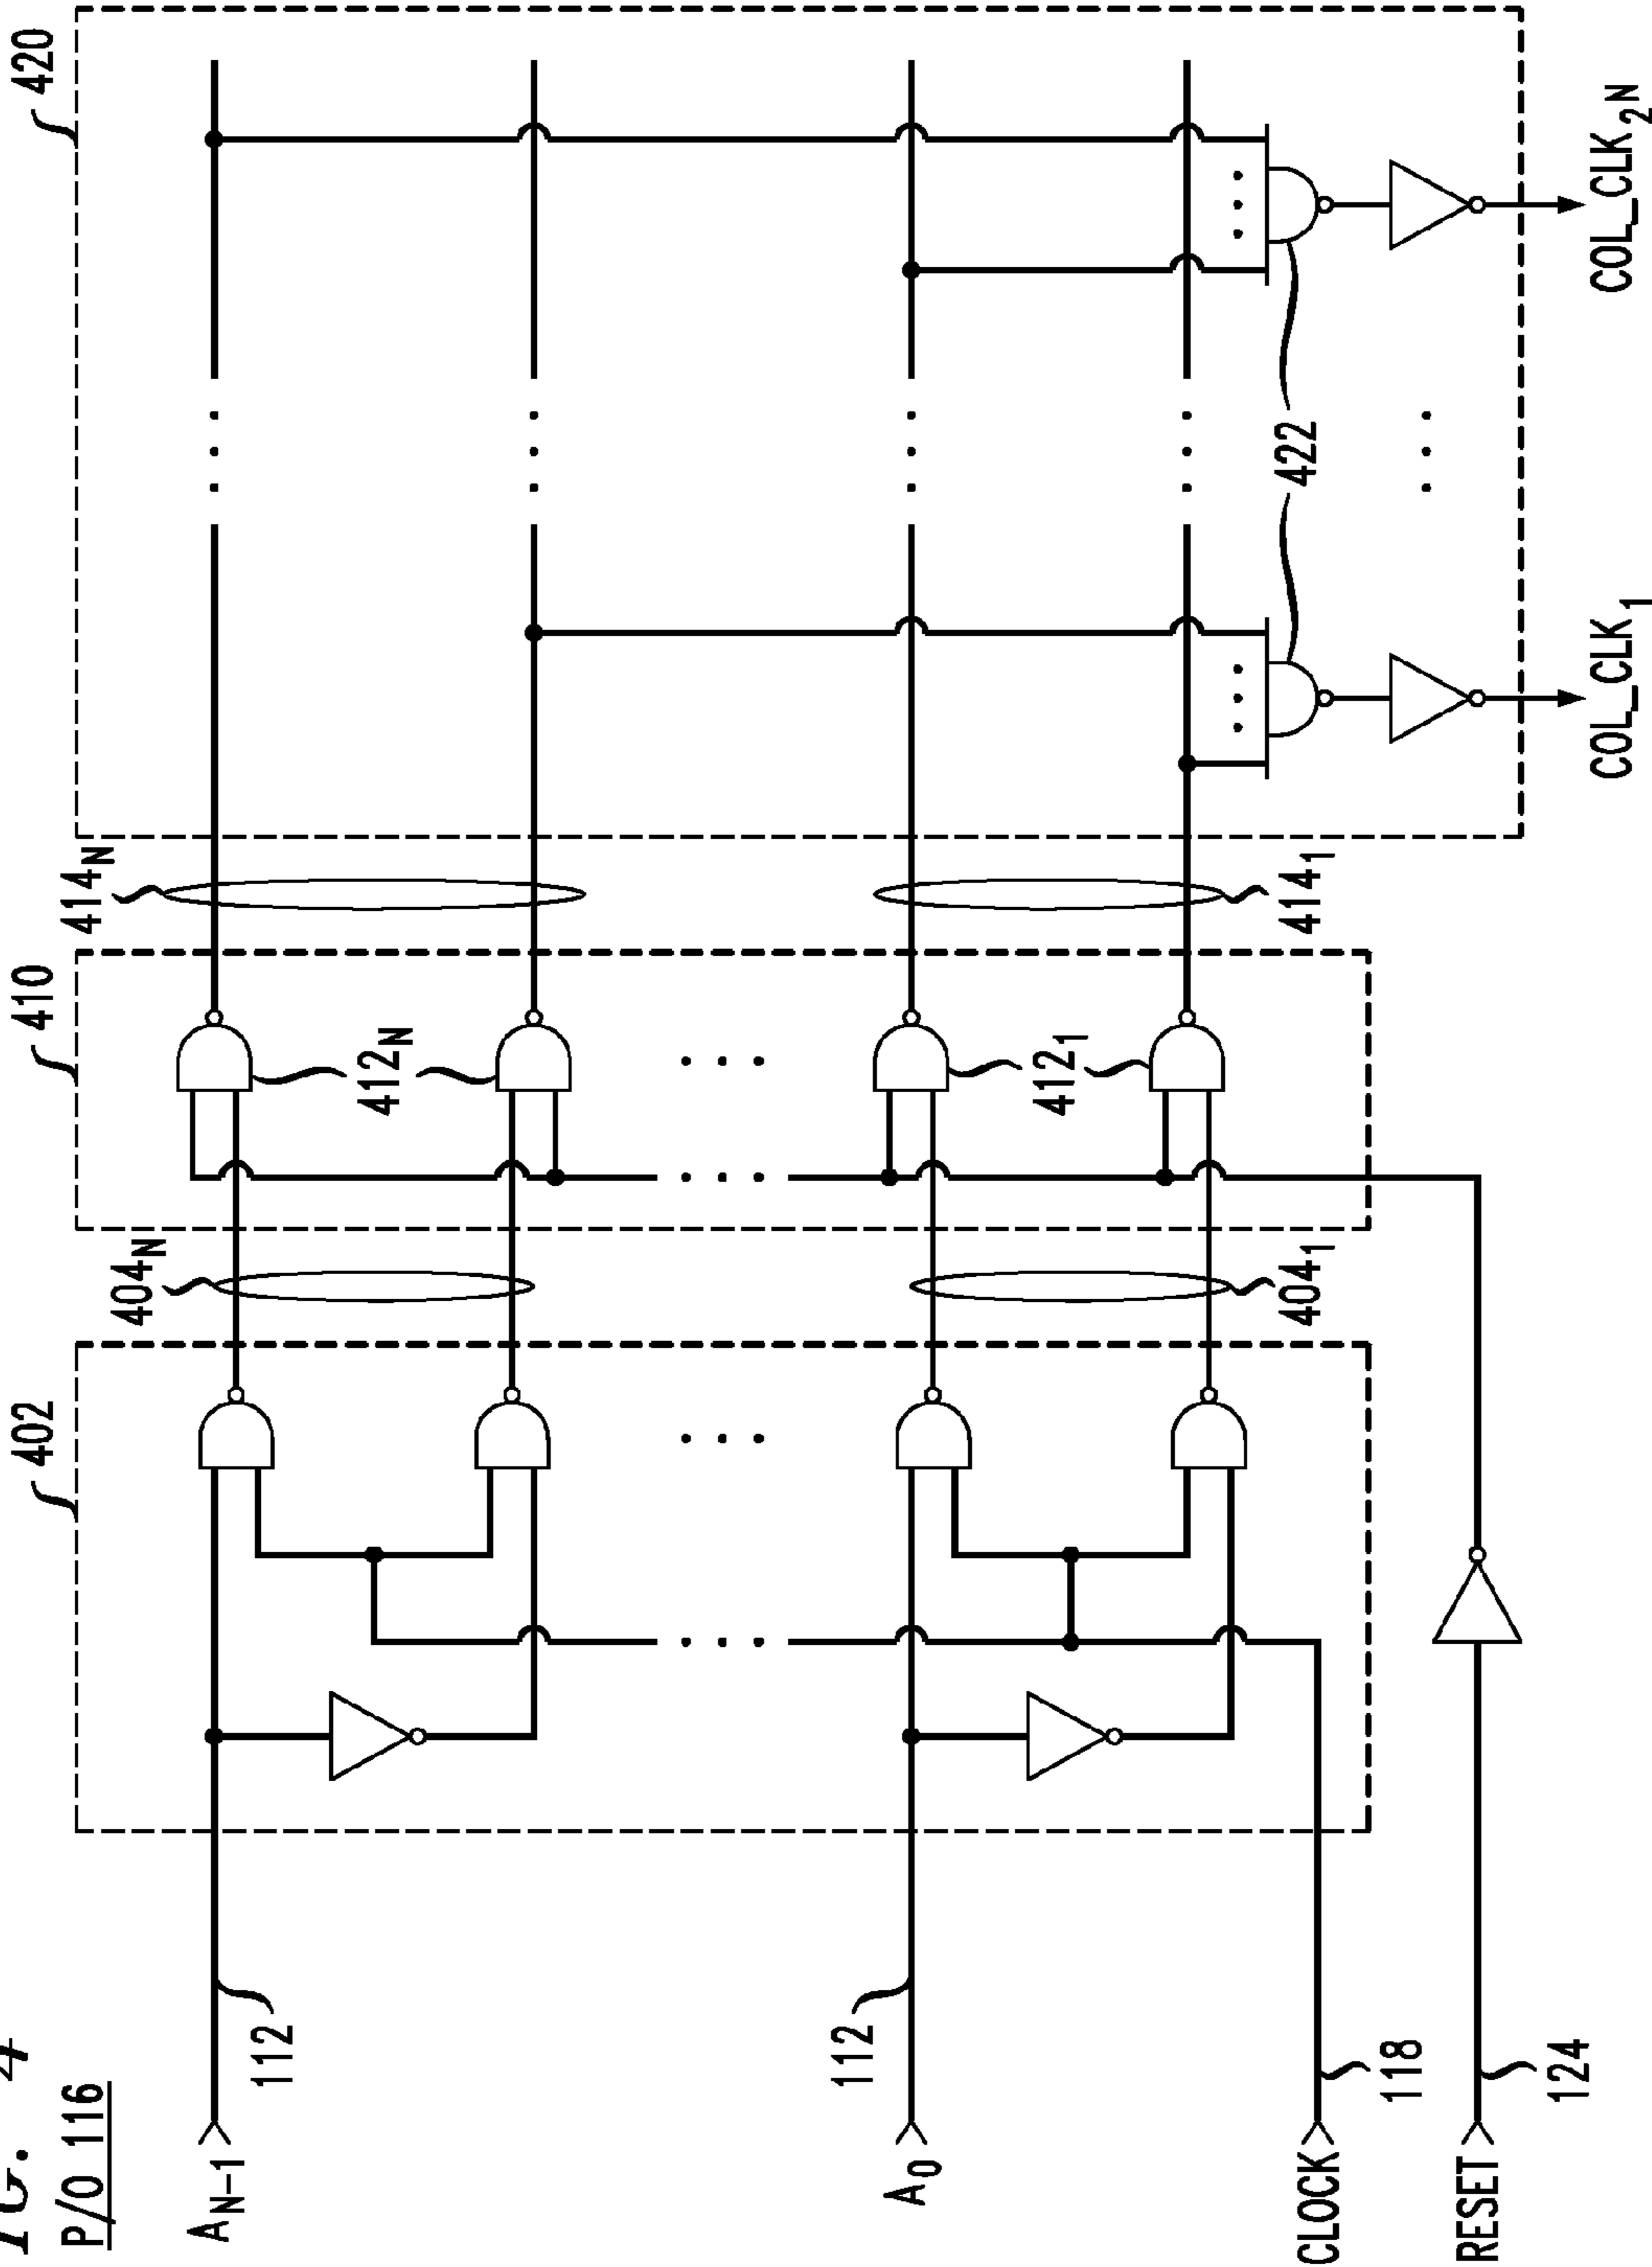 FIG. 4
P/O 116
402
404N
410
414N
420
AN-1
112
412N
A0
112
412₁
404₁
414₁
422
CLOCK
118
RESET
124
COL_CLK₁
COL_CLK2N